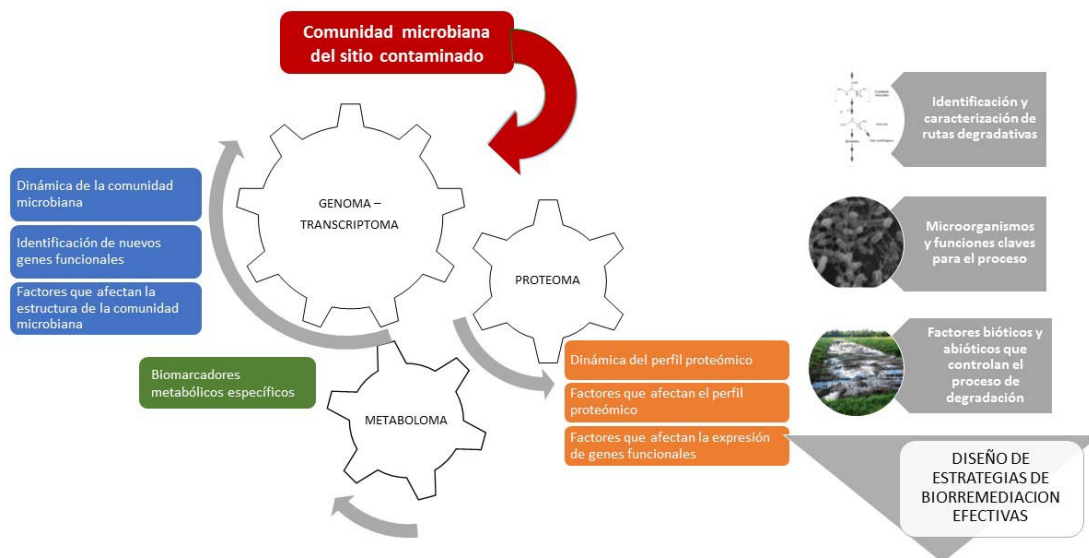 Comunidad microbiana
del sitio contaminado
GENOMA –
TRANSCRIPTOMA
PROTEOMA
METABOLOMA
Dinámica de la comunidad
microbiana
Identificación de nuevos
genes funcionales
Factores que afectan la
estructura de la comunidad
microbiana
Biomarcadores
metabólicos específicos
Dinámica del perfil proteómico
Factores que afectan el perfil
proteómico
Factores que afectan la expresión
de genes funcionales
Identificación y
caracterización de
rutas degradativas
Microorganismos
y funciones claves
para el proceso
Factores bióticos y
abióticos que
controlan el
proceso de
degradación
DISEÑO DE
ESTRATEGIAS DE
BIORREMEDIACION
EFECTIVAS